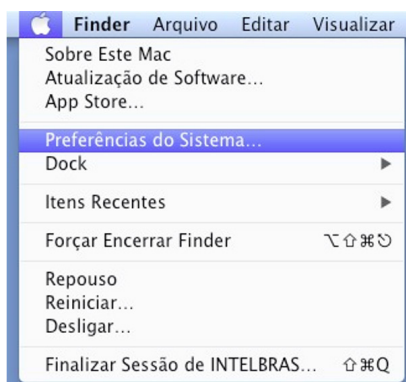 Finder Arquivo Editar Visualizar
Sobre Este Mac
Atualização de Software...
App Store...
Preferências do Sistema...
Dock ▶
Itens Recentes ▶
Forçar Encerrar Finder ⌥⇧⌘⎋
Repouso
Reiniciar...
Desligar...
Finalizar Sessão de INTELBRAS... ⇧⌘Q